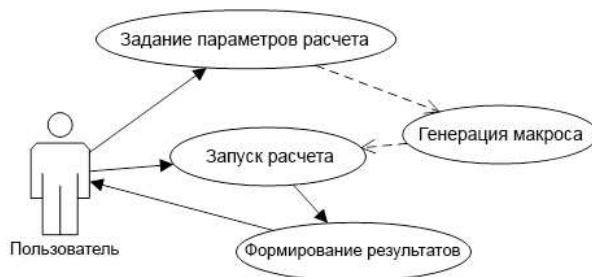 Задание параметров расчета
Генерация макроса
Запуск расчета
Пользователь
Формирование результатов